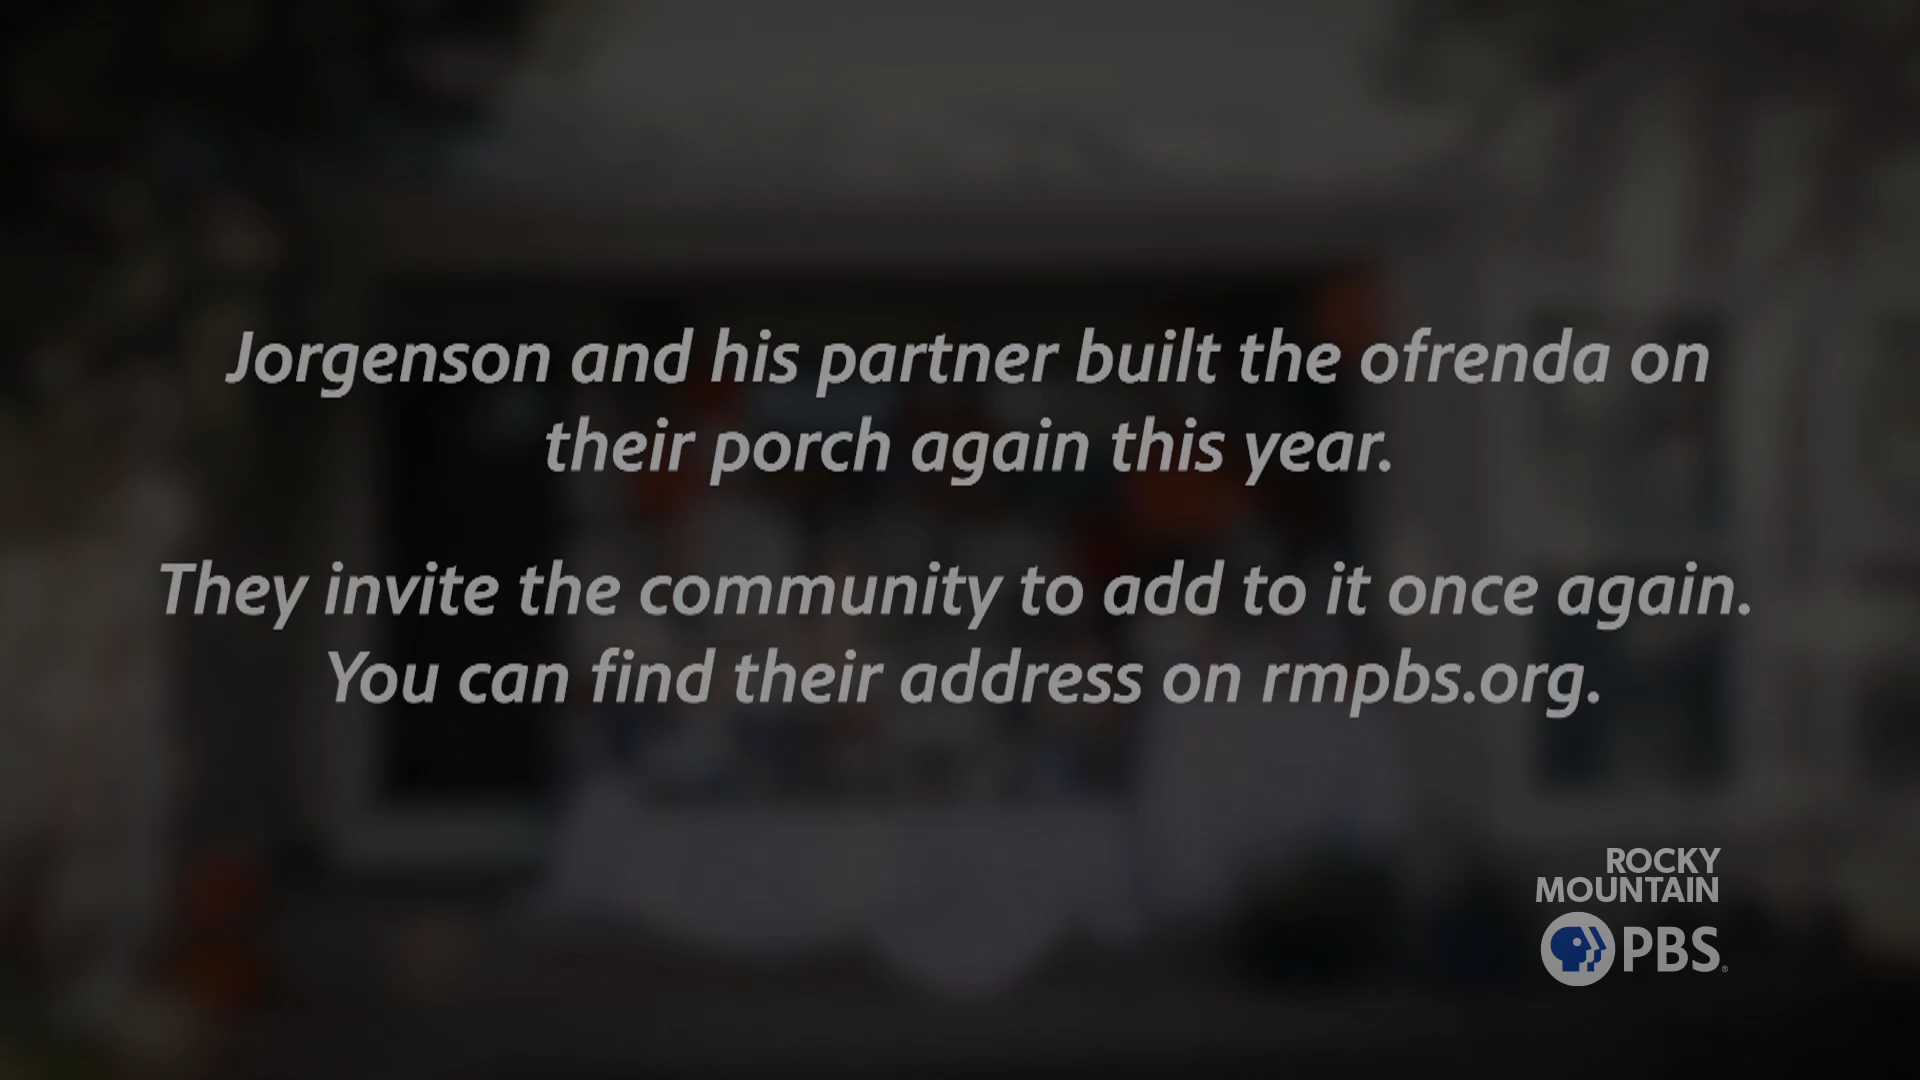 Jorgenson and his partner built the ofrenda on
their porch again this year.
They invite the community to add to it once again.
You can find their address on rmpbs.org.
ROCKY
MOUNTAIN
PBS